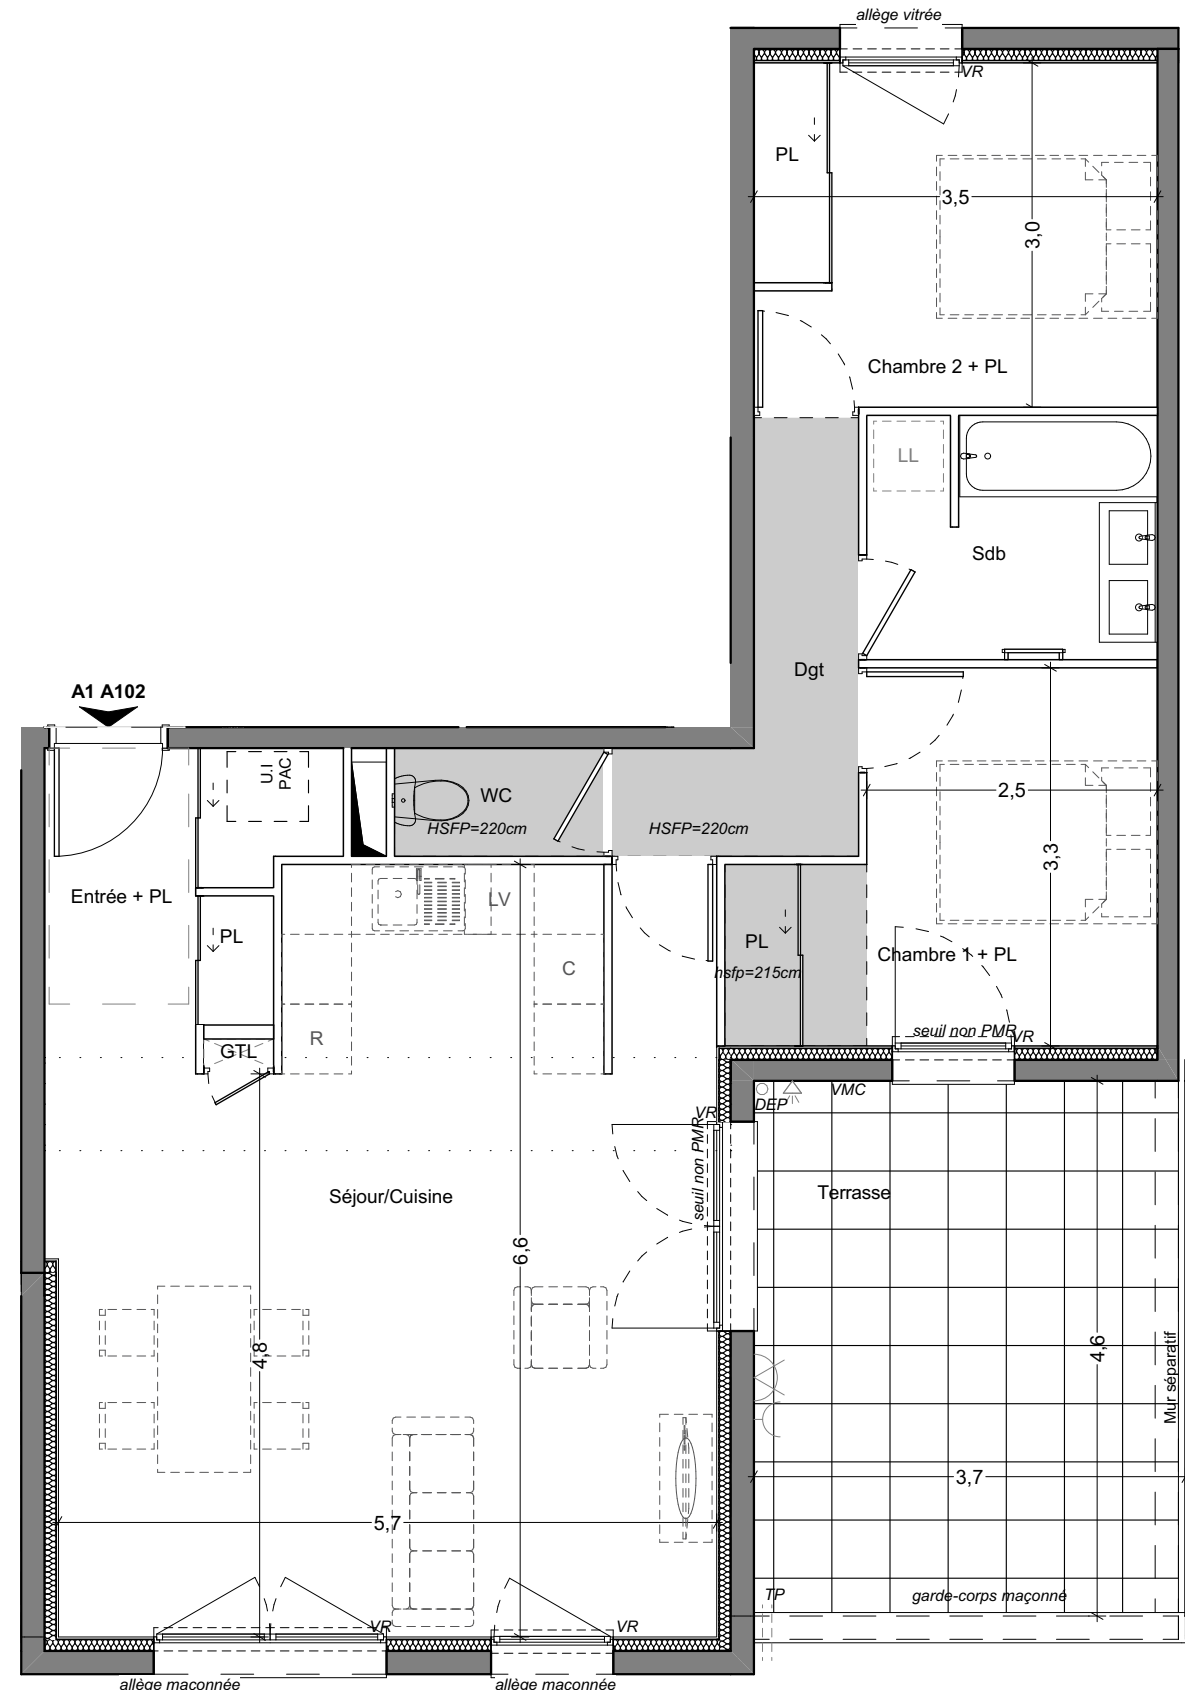 allège vitrée
VR
PL
3,5
3,0
Chambre 2 + PL
LL
Sdb
Dgt
A1 A102
U.I
PAC
WC
HSFP=220cm
HSFP=220cm
2,5
3,3
Entrée + PL
LV
PL
PL
C
hsfp=215cm
Chambre 1 + PL
R
GTL
seuil non PMR
VR
VMC
DEP
VR
seuil non PMR
Séjour/Cuisine
Terrasse
6,6
4,8
4,6
Mur séparatif
3,7
5,7
TP
garde-corps maçonné
VR
VR
allège maçonnée
allège maçonnée